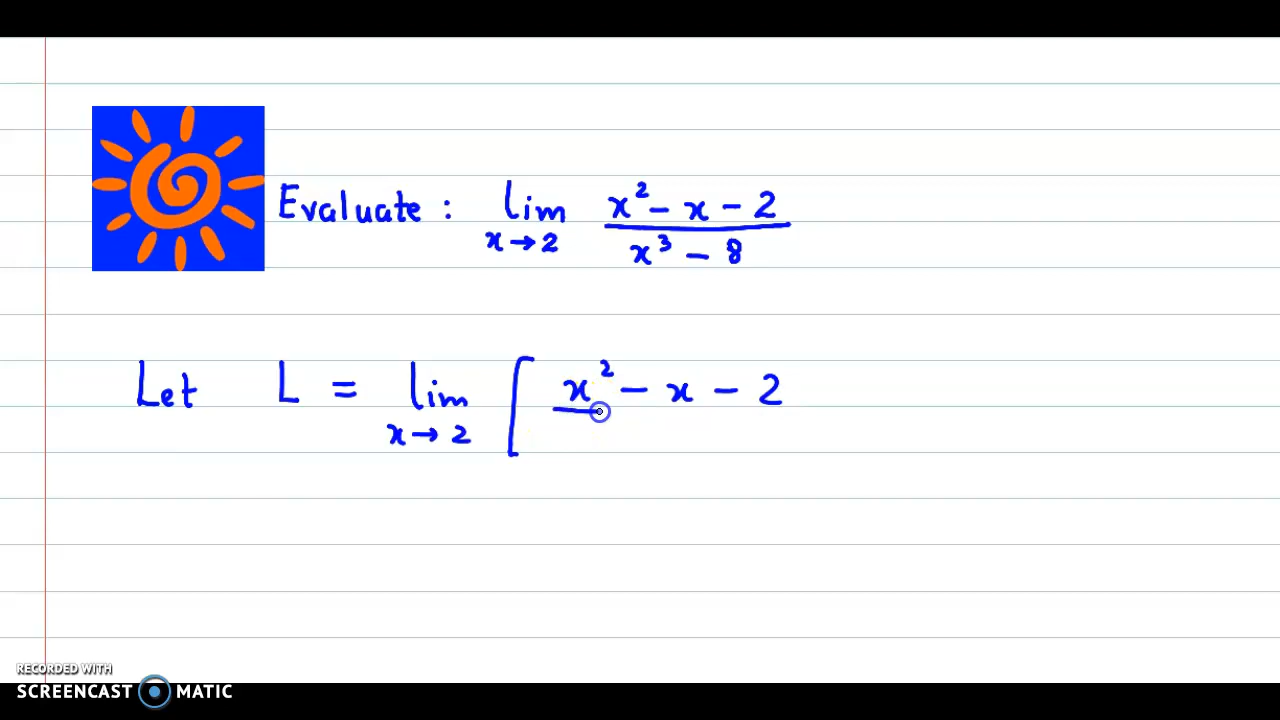 Evaluate : lim x→2 x² - x - 2 / x³ - 8
Let L = lim x→2 [ x² - x - 2
RECORDED WITH
SCREENCAST MATIC